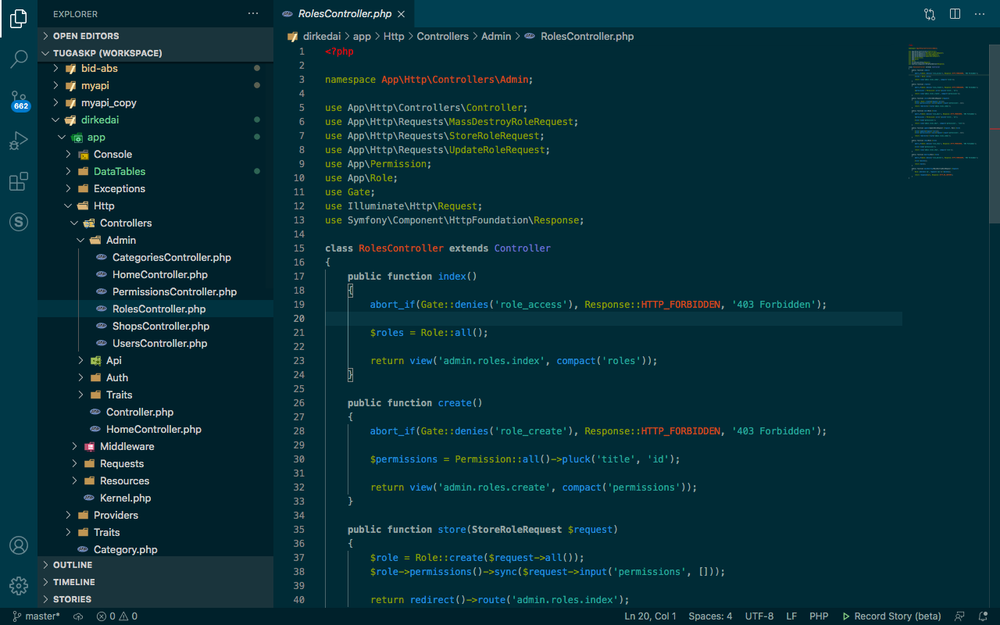 EXPLORER
OPEN EDITORS
TUGASKP (WORKSPACE)
bid-abs
myapi
myapi_copy
dirkedai
app
Console
DataTables
Exceptions
Http
Controllers
Admin
CategoriesController.php
HomeController.php
PermissionsController.php
RolesController.php
ShopsController.php
UsersController.php
Api
Auth
Traits
Controller.php
HomeController.php
Middleware
Requests
Resources
Kernel.php
Providers
Traits
Category.php
OUTLINE
TIMELINE
STORIES
662
RolesController.php
dirkedai > app > Http > Controllers > Admin > RolesController.php
1 <?php
2
3 namespace App\Http\Controllers\Admin;
4
5 use App\Http\Controllers\Controller;
6 use App\Http\Requests\MassDestroyRoleRequest;
7 use App\Http\Requests\StoreRoleRequest;
8 use App\Http\Requests\UpdateRoleRequest;
9 use App\Permission;
10 use App\Role;
11 use Gate;
12 use Illuminate\Http\Request;
13 use Symfony\Component\HttpFoundation\Response;
14
15 class RolesController extends Controller
16 {
17 public function index()
18 {
19 abort_if(Gate::denies('role_access'), Response::HTTP_FORBIDDEN, '403 Forbidden');
20
21 $roles = Role::all();
22
23 return view('admin.roles.index', compact('roles'));
24 }
25
26 public function create()
27 {
28 abort_if(Gate::denies('role_create'), Response::HTTP_FORBIDDEN, '403 Forbidden');
29
30 $permissions = Permission::all()->pluck('title', 'id');
31
32 return view('admin.roles.create', compact('permissions'));
33 }
34
35 public function store(StoreRoleRequest $request)
36 {
37 $role = Role::create($request->all());
38 $role->permissions()->sync($request->input('permissions', []));
39
40 return redirect()->route('admin.roles.index');
master* 0 0 Ln 20, Col 1 Spaces: 4 UTF-8 LF PHP Record Story (beta)